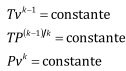 Tv^{k−1} = constante
TP^{(k−1)/k} = constante
Pv^{k} = constante